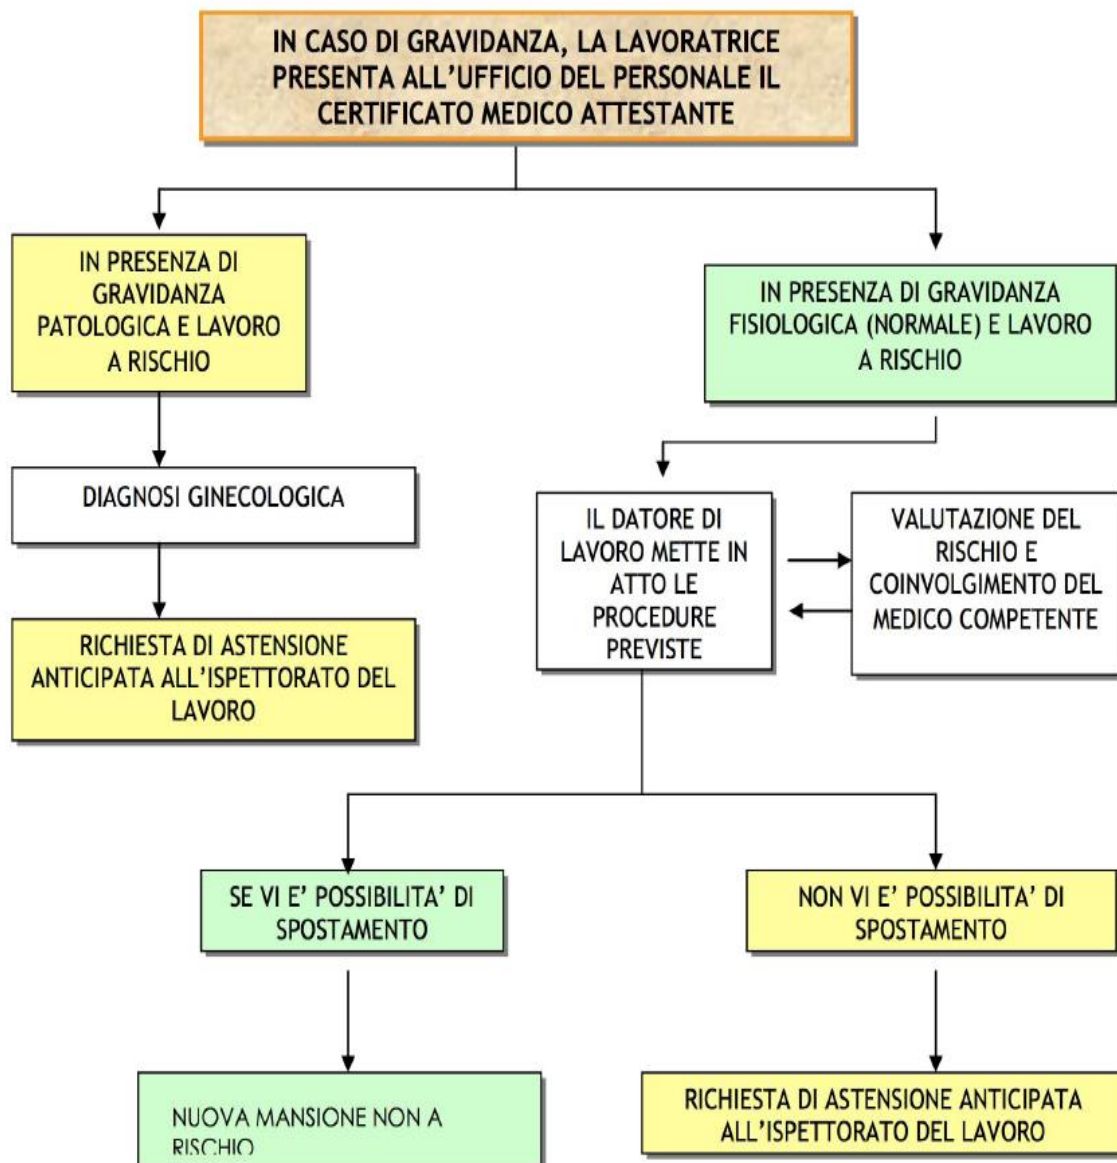 IN CASO DI GRAVIDANZA, LA LAVORATRICE
PRESENTA ALL'UFFICIO DEL PERSONALE IL
CERTIFICATO MEDICO ATTESTANTE
IN PRESENZA DI
GRAVIDANZA
PATOLOGICA E LAVORO
A RISCHIO
IN PRESENZA DI GRAVIDANZA
FISIOLOGICA (NORMALE) E LAVORO
A RISCHIO
DIAGNOSI GINECOLOGICA
IL DATORE DI
LAVORO METTE IN
ATTO LE
PROCEDURE
PREVISTE
VALUTAZIONE DEL
RISCHIO E
COINVOLGIMENTO DEL
MEDICO COMPETENTE
RICHIESTA DI ASTENSIONE
ANTICIPATA ALL'ISPETTORATO DEL
LAVORO
SE VI E' POSSIBILITA' DI
SPOSTAMENTO
NON VI E' POSSIBILITA' DI
SPOSTAMENTO
NUOVA MANSIONE NON A
RISCHIO
RICHIESTA DI ASTENSIONE ANTICIPATA
ALL'ISPETTORATO DEL LAVORO